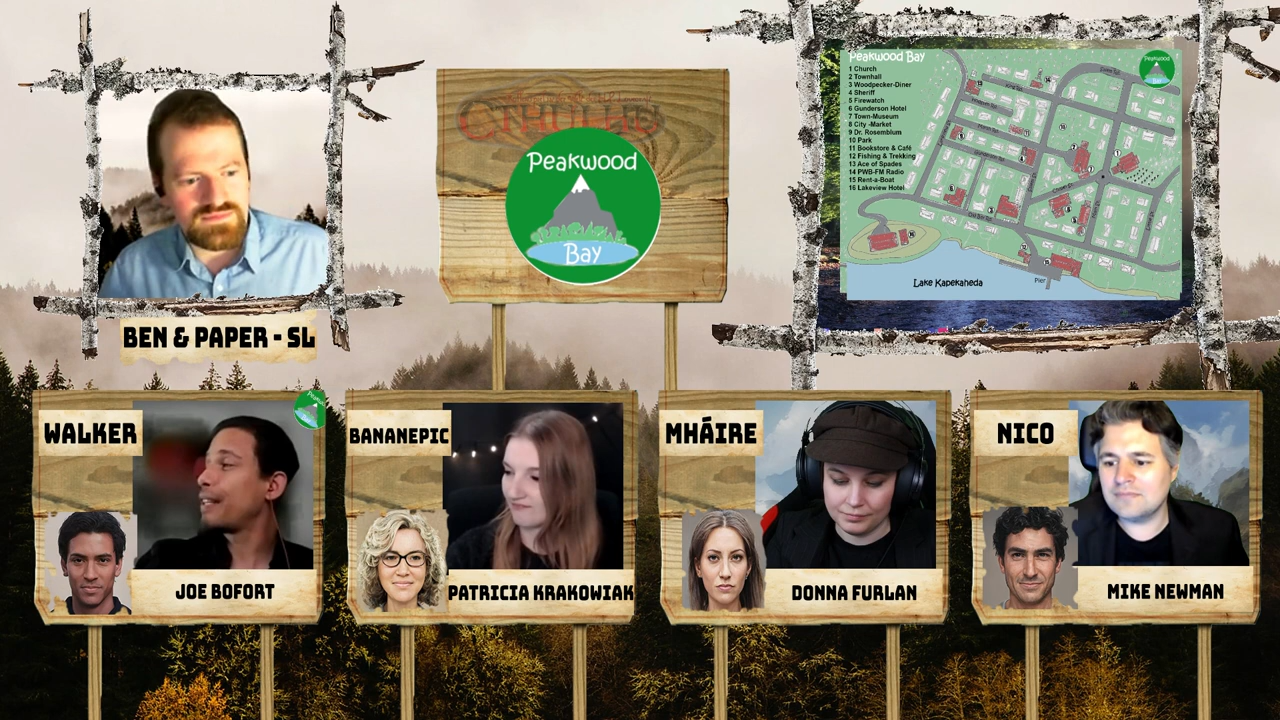 BEN & PAPER - SL
CTHULHU
Peakwood
Bay
Peakwood Bay
1 Church
2 Townhall
3 Woodpecker-Diner
4 Sheriff
5 Firewatch
6 Gunderson Hotel
7 Town-Museum
8 City -Market
9 Dr. Rosemblum
10 Park
11 Bookstore & Café
12 Fishing & Trekking
13 Ace of Spades
14 PWB-FM Radio
15 Rent-a-Boat
16 Lakeview Hotel
Lake Kapekaheda
Pier
WALKER
JOE BOFORT
BANANEPIC
PATRICIA KRAKOWIAK
MHÁIRE
DONNA FURLAN
NICO
MIKE NEWMAN